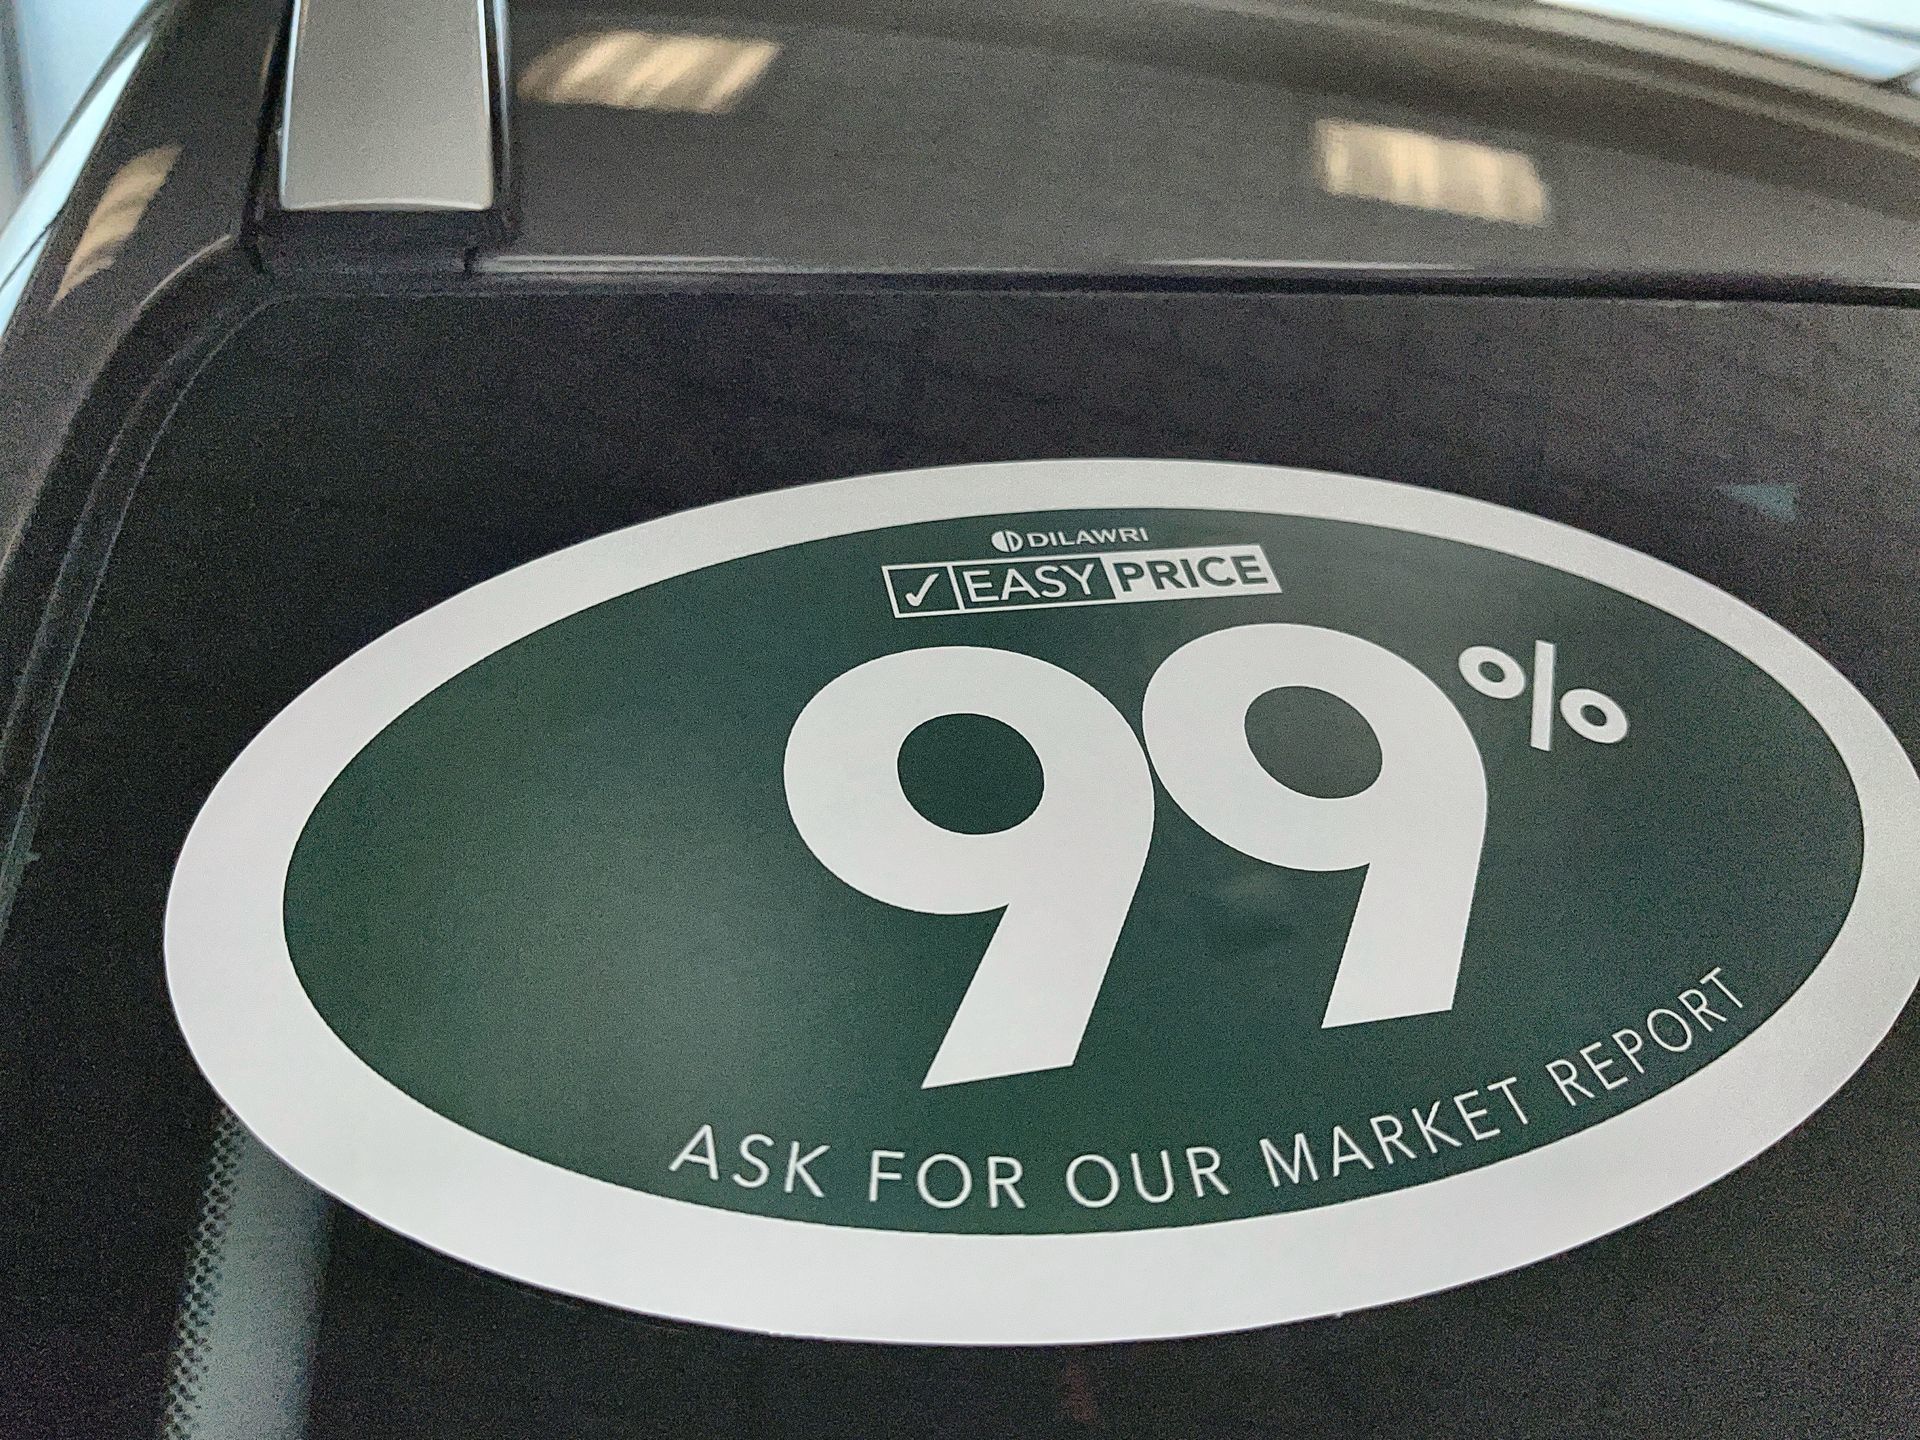 DILAWRI
✓ EASY PRICE
99%
ASK FOR OUR MARKET REPORT